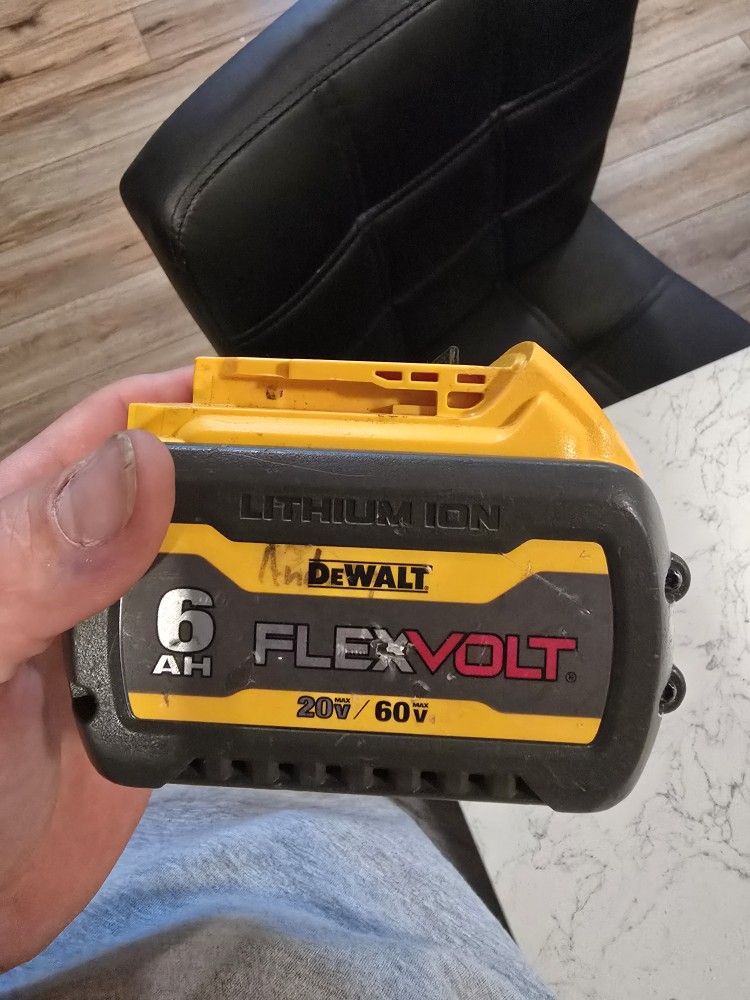 LITHIUM ION
DEWALT
6
AH
FLEXVOLT®
20V MAX / 60V MAX